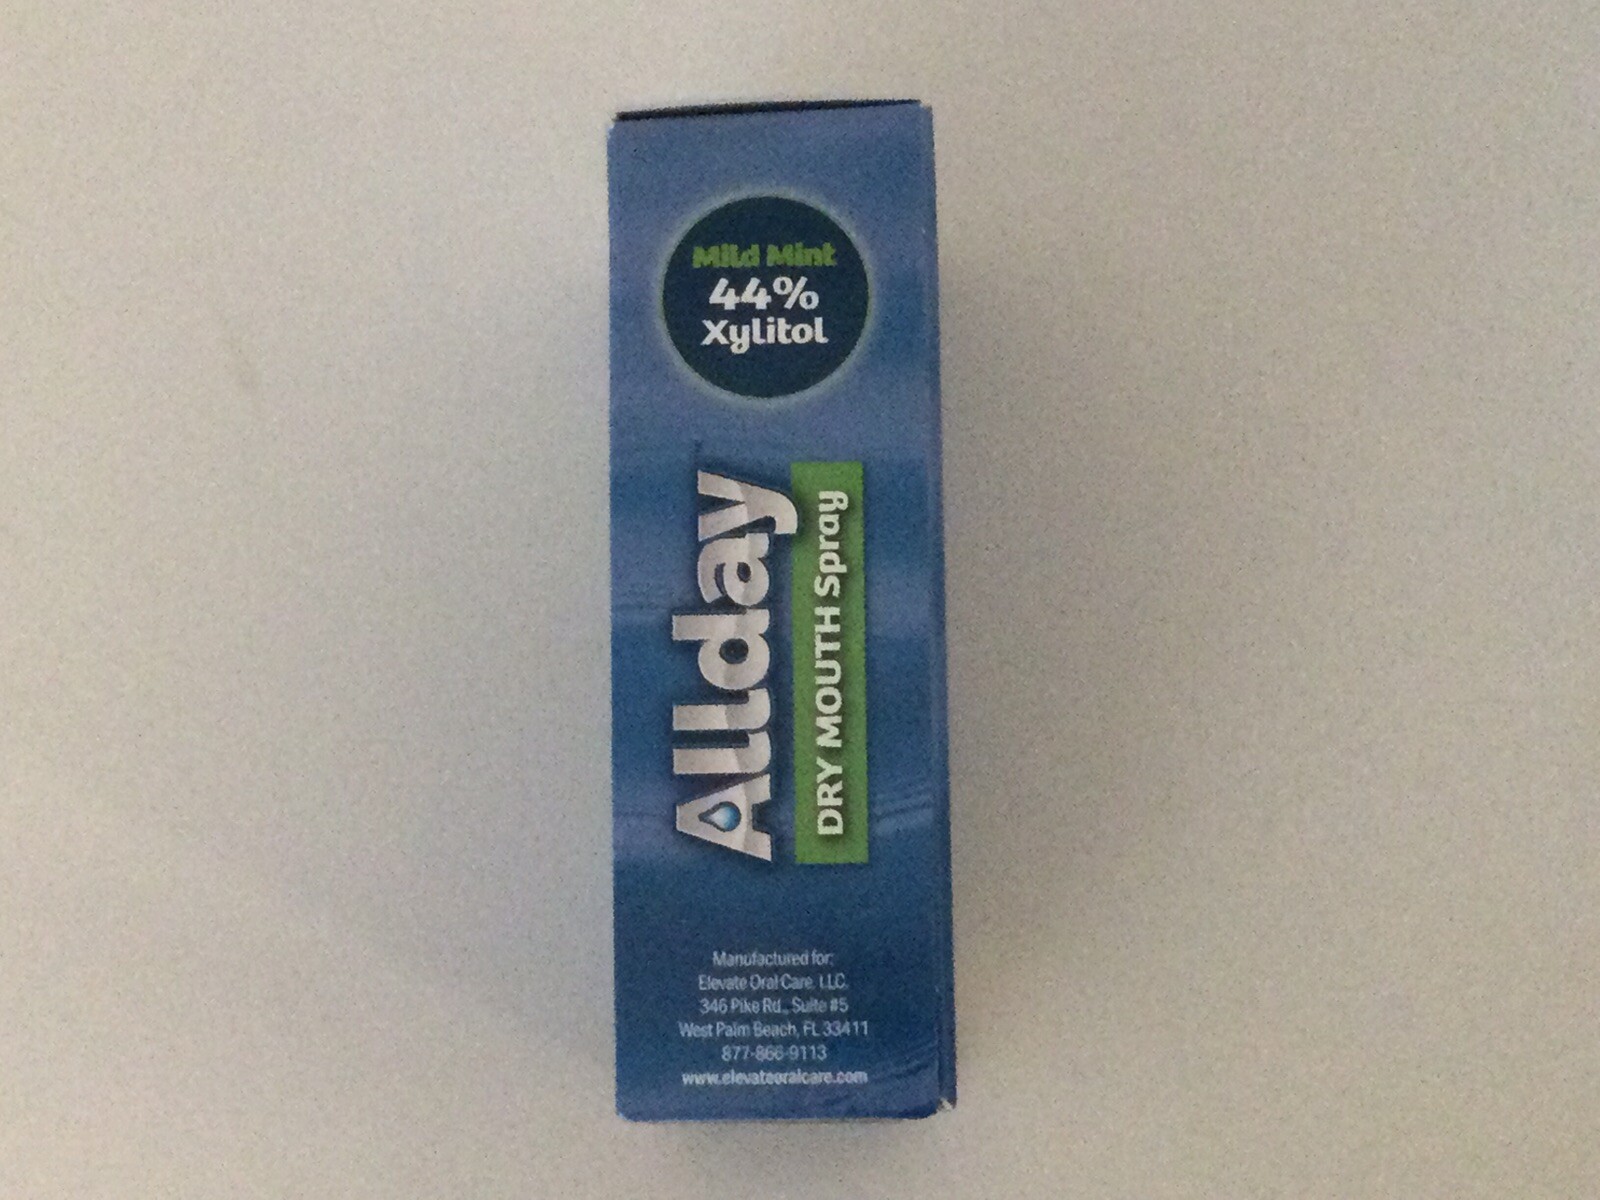 Mild Mint
44%
Xylitol
Allday
DRY MOUTH Spray
Manufactured for:
Elevate Oral Care, LLC.
346 Pike Rd., Suite #5
West Palm Beach, FL 33411
877-866-9113
www.elevateoralcare.com